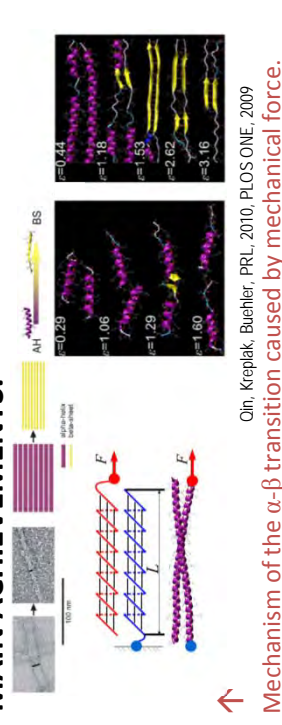 MAIN ACHIEVEMENTS:
AH
BS
alpha-helix
beta-sheet
100 nm
F
L
F
ε=0.29
ε=1.06
ε=1.29
ε=1.60
ε=0.44
ε=1.18
ε=1.53
ε=2.62
ε=3.16
Qin, Kreplak, Buehler, PRL, 2010, PLOS ONE, 2009
Mechanism of the α-β transition caused by mechanical force.